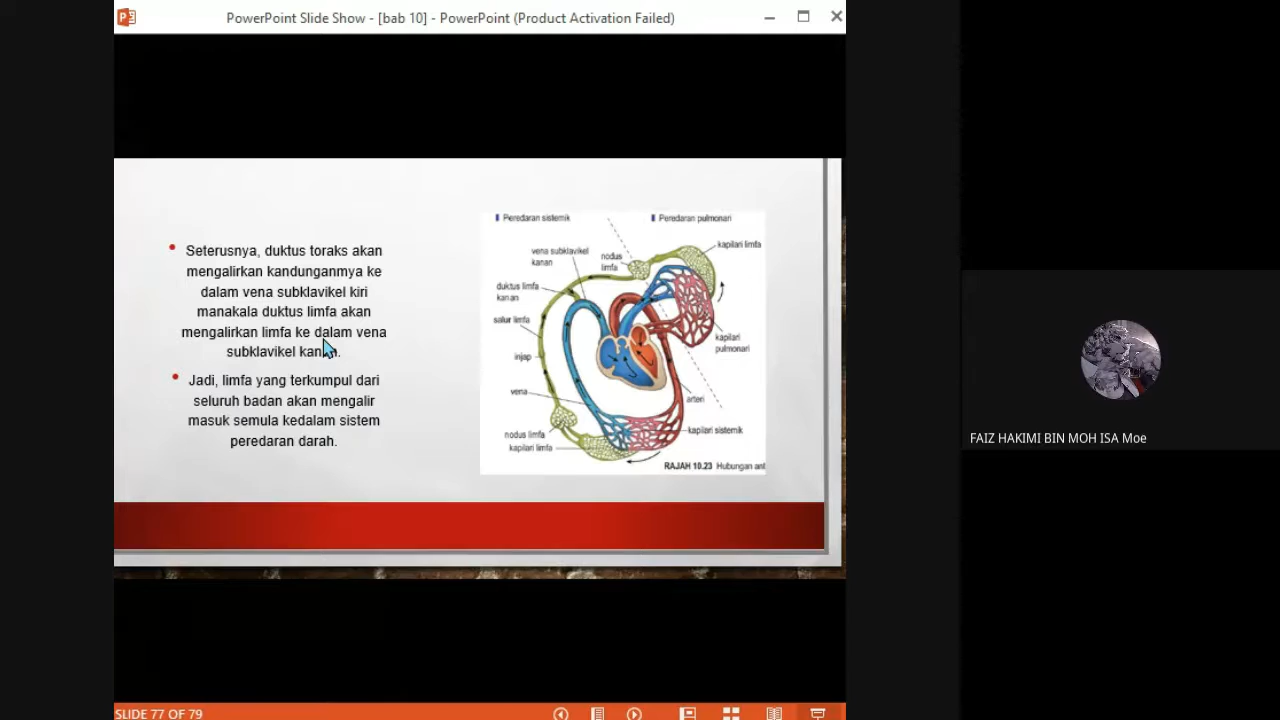 PowerPoint Slide Show - [bab 10] - PowerPoint (Product Activation Failed)
Seterusnya, duktus toraks akan
mengalirkan kandunganmya ke
dalam vena subklavikel kiri
manakala duktus limfa akan
mengalirkan limfa ke dalam vena
subklavikel kanan.
Jadi, limfa yang terkumpul dari
seluruh badan akan mengalir
masuk semula kedalam sistem
peredaran darah.
Peredaran sistemik
Peredaran pulmonari
vena subklavikel
kanan
nodus
limfa
kapilari limfa
duktus limfa
kanan
salur limfa
injap
vena
kapilari
pulmonari
arteri
nodus limfa
kapilari limfa
kapilari sistemik
RAJAH 10.23 Hubungan ant
FAIZ HAKIMI BIN MOH ISA Moe
SLIDE 77 OF 79